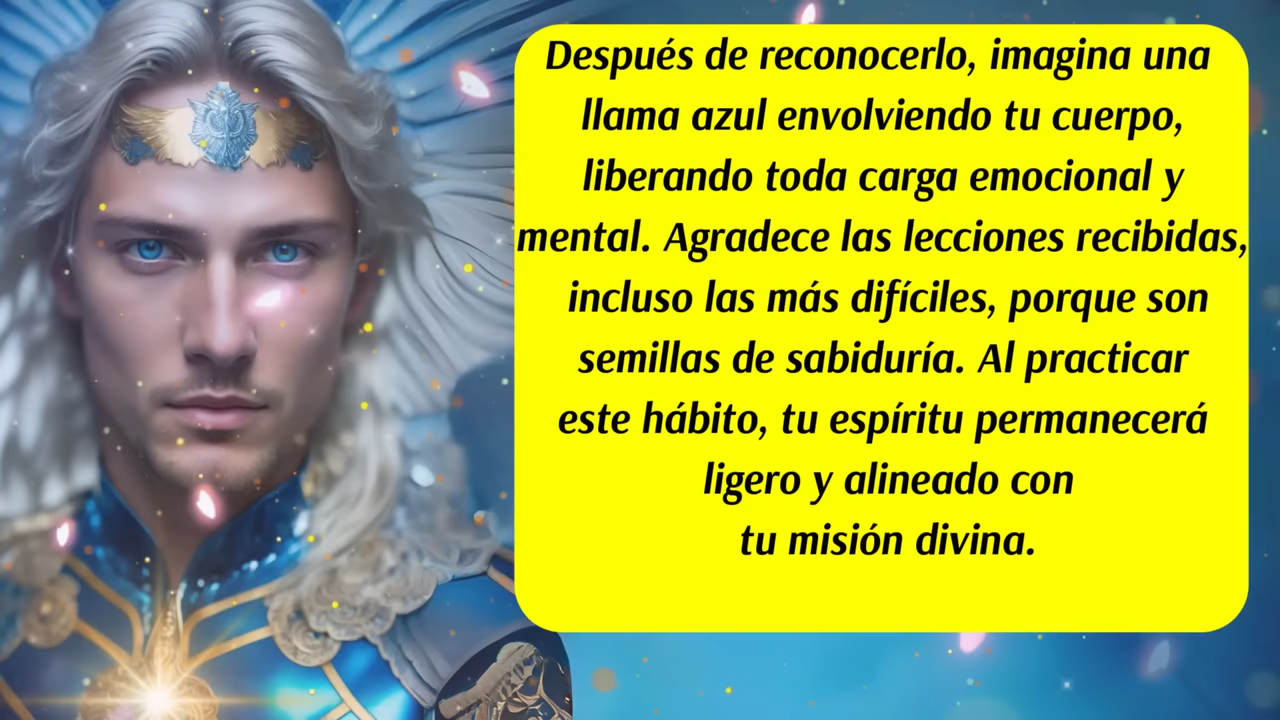 Después de reconocerlo, imagina una
llama azul envolviendo tu cuerpo,
liberando toda carga emocional y
mental. Agradece las lecciones recibidas,
incluso las más difíciles, porque son
semillas de sabiduría. Al practicar
este hábito, tu espíritu permanecerá
ligero y alineado con
tu misión divina.